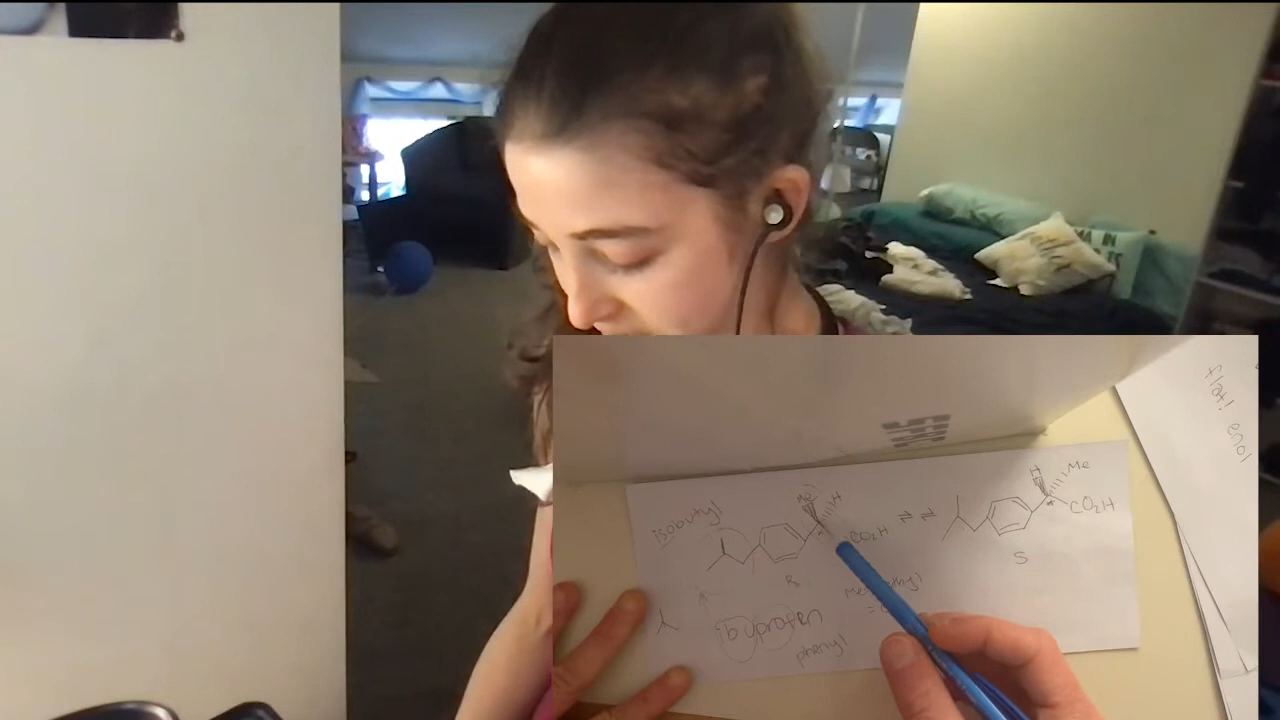 flat! enol
isobutyl
Me H
CO2H
R
⇌ ⇌
H Me
CO2H
S
ibuprofen
phenyl